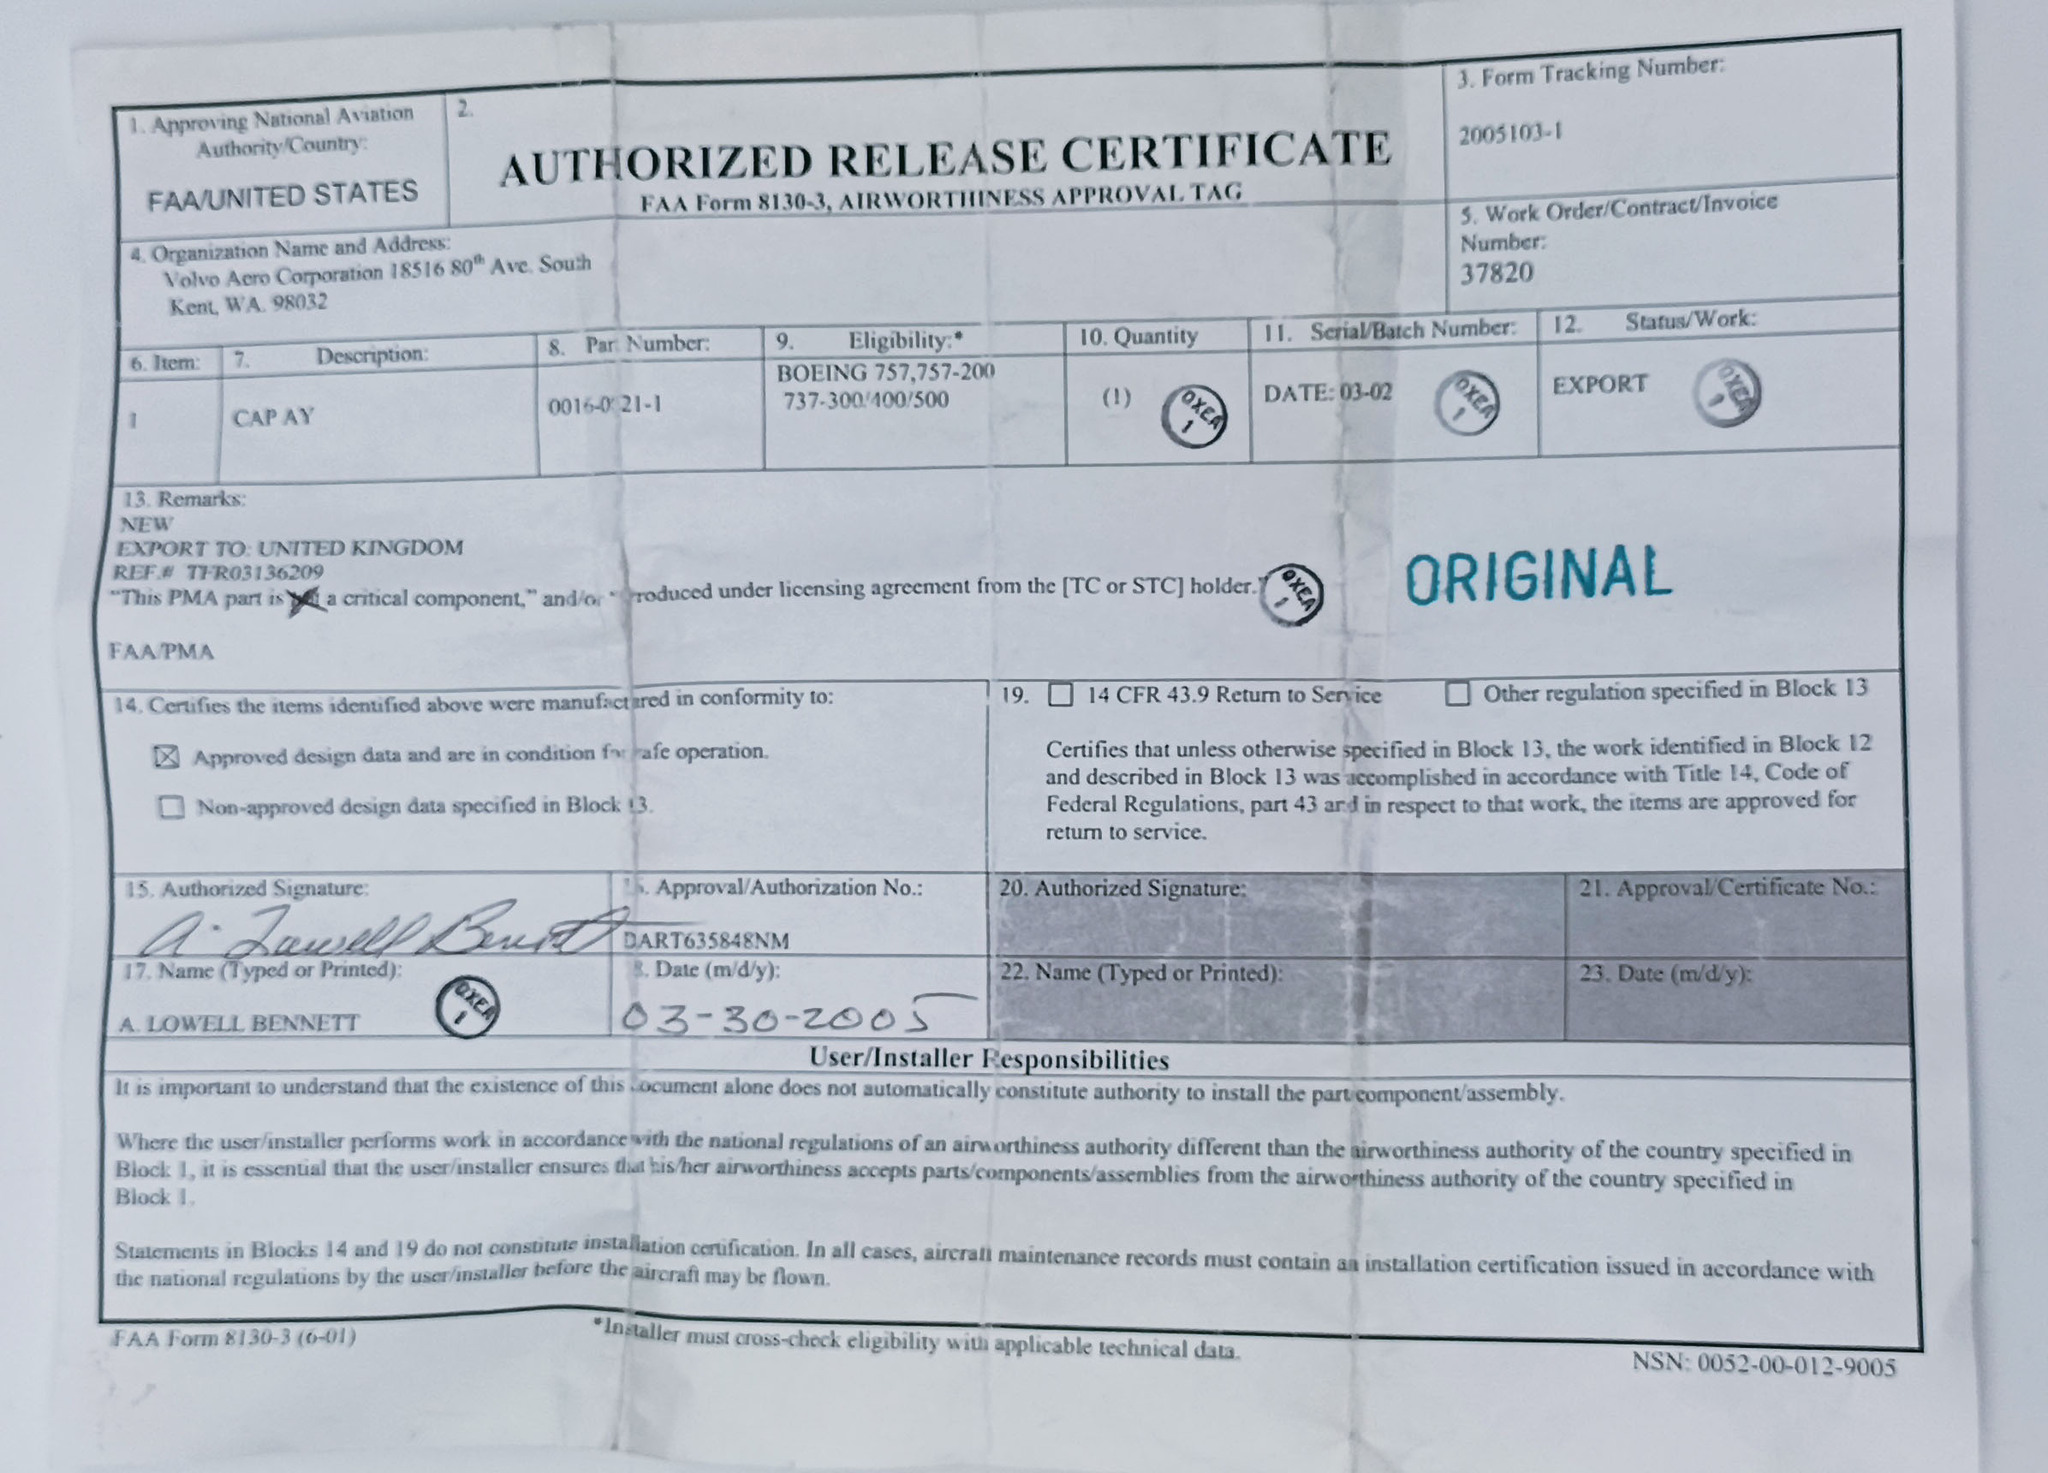 1. Approving National Aviation
Authority/Country:
FAA/UNITED STATES
2.
AUTHORIZED RELEASE CERTIFICATE
FAA Form 8130-3, AIRWORTHINESS APPROVAL TAG
3. Form Tracking Number:
2005103-1
4. Organization Name and Address:
Volvo Aero Corporation 18516 80th Ave. South
Kent, WA. 98032
5. Work Order/Contract/Invoice
Number:
37820
6. Item:
7. Description:
8. Part Number:
9. Eligibility:*
10. Quantity
11. Serial/Batch Number:
12. Status/Work:
1
CAP AY
BOEING 757,757-200
737-300/400/500
(1)
OXEA
1
DATE: 03-02
OXEA
1
EXPORT
OXEA
1
13. Remarks:
NEW
EXPORT TO: UNITED KINGDOM
REF.# TFR03136209
"This PMA part is a critical component," and/or "produced under licensing agreement from the [TC or STC] holder."
OXEA
1
ORIGINAL
FAA/PMA
14. Certifies the items identified above were manufactured in conformity to:
Approved design data and are in condition for safe operation.
Non-approved design data specified in Block 13.
19. 14 CFR 43.9 Return to Service Other regulation specified in Block 13
Certifies that unless otherwise specified in Block 13, the work identified in Block 12
and described in Block 13 was accomplished in accordance with Title 14, Code of
Federal Regulations, part 43 and in respect to that work, the items are approved for
return to service.
15. Authorized Signature:
A. Lowell Bennett
16. Approval/Authorization No.:
DART635848NM
20. Authorized Signature:
21. Approval/Certificate No.:
17. Name (Typed or Printed):
A. LOWELL BENNETT
OXEA
1
18. Date (m/d/y):
03-30-2005
22. Name (Typed or Printed):
23. Date (m/d/y):
User/Installer Responsibilities
It is important to understand that the existence of this document alone does not automatically constitute authority to install the part/component/assembly.
Where the user/installer performs work in accordance with the national regulations of an airworthiness authority different than the airworthiness authority of the country specified in
Block 1, it is essential that the user/installer ensures that his/her airworthiness accepts parts/components/assemblies from the airworthiness authority of the country specified in
Block 1.
Statements in Blocks 14 and 19 do not constitute installation certification. In all cases, aircraft maintenance records must contain an installation certification issued in accordance with
the national regulations by the user/installer before the aircraft may be flown.
FAA Form 8130-3 (6-01)
*Installer must cross-check eligibility with applicable technical data.
NSN: 0052-00-012-9005